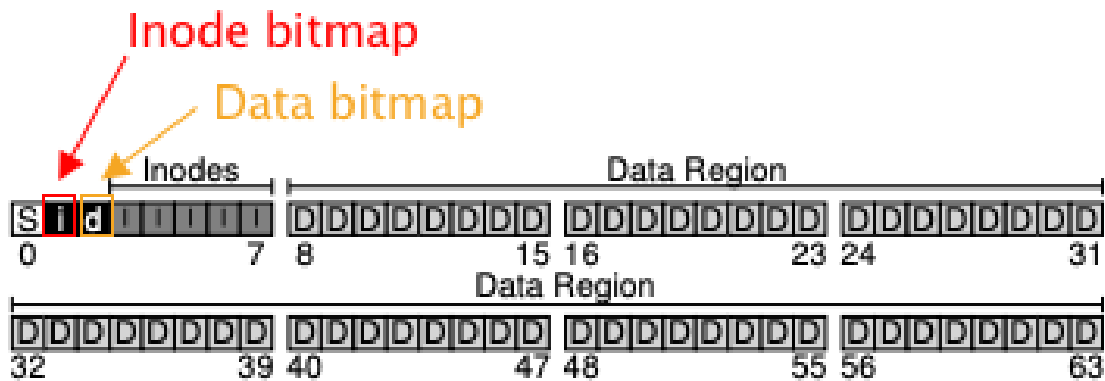 Inode bitmap
Data bitmap
Inodes Data Region
S i d I I I I I D D D D D D D D D D D D D D D D D D D D D D D D
0 7 8 15 16 23 24 31
Data Region
D D D D D D D D D D D D D D D D D D D D D D D D D D D D D D D D
32 39 40 47 48 55 56 63